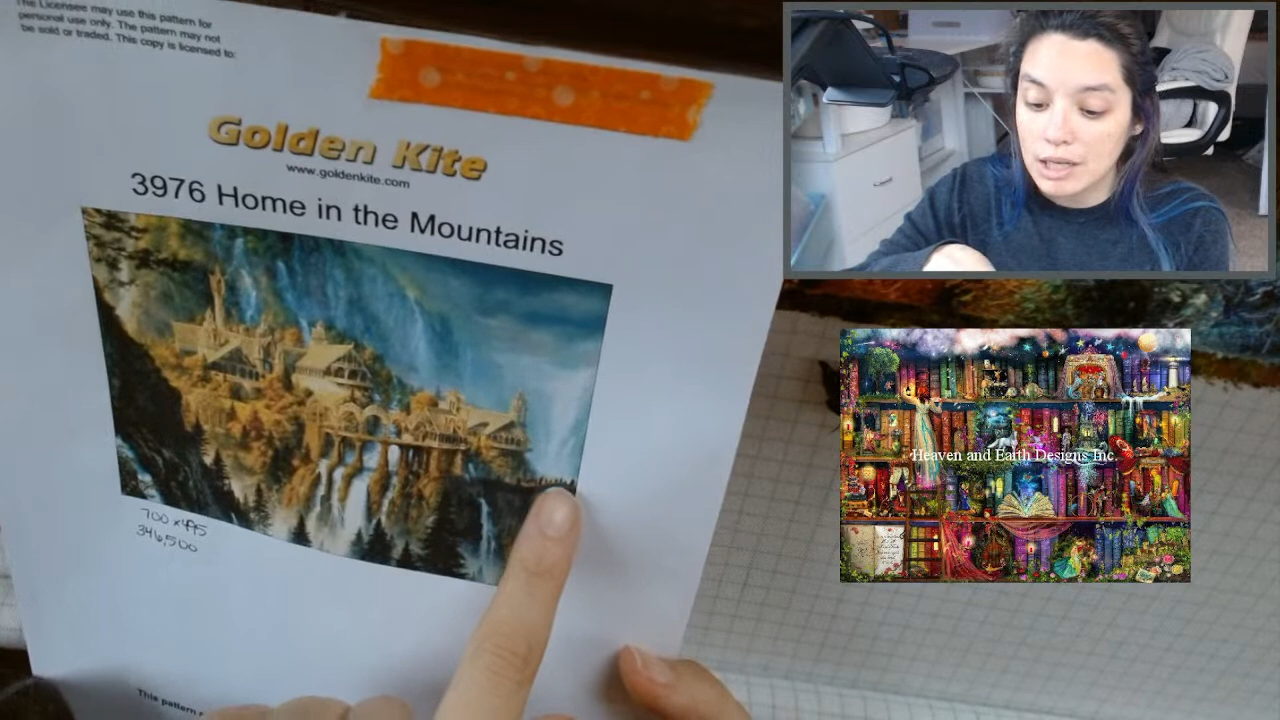 The Licensee may use this pattern for
personal use only. The pattern may not
be sold or traded. This copy is licensed to:
Golden Kite
www.goldenkite.com
3976 Home in the Mountains
700 x 495
346,500
This pattern
Heaven and Earth Designs Inc.